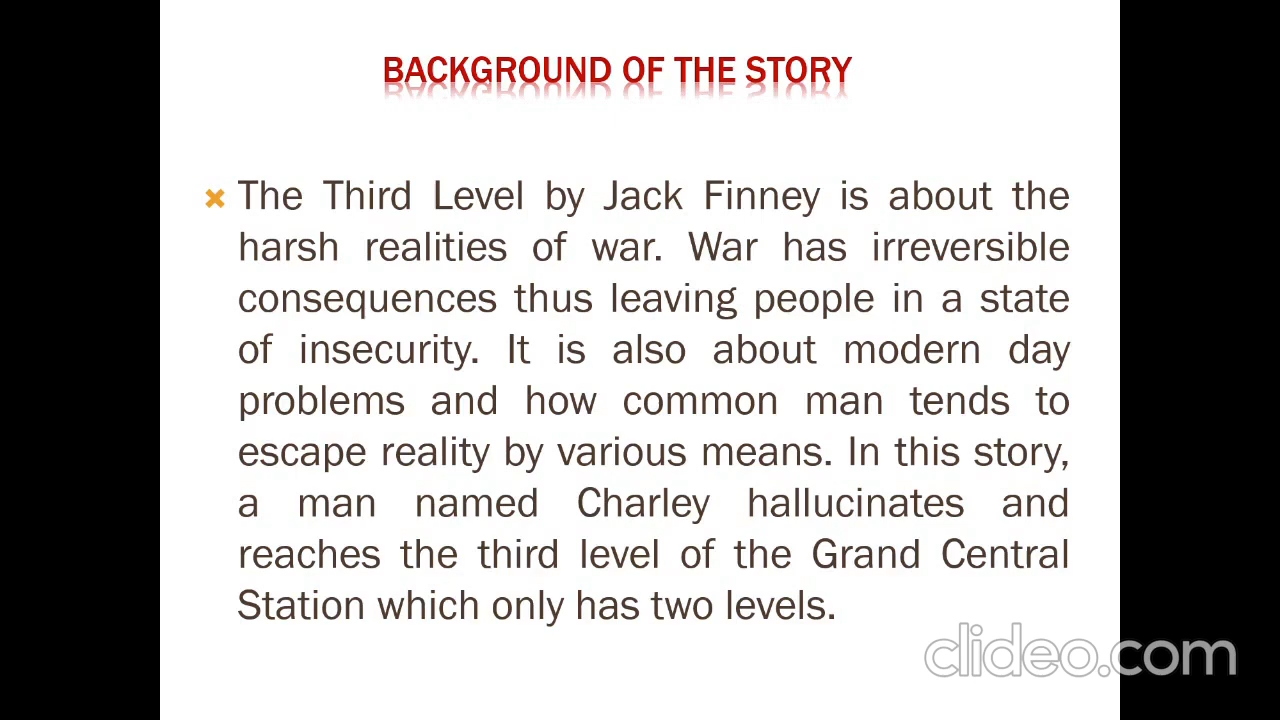 BACKGROUND OF THE STORY
The Third Level by Jack Finney is about the
harsh realities of war. War has irreversible
consequences thus leaving people in a state
of insecurity. It is also about modern day
problems and how common man tends to
escape reality by various means. In this story,
a man named Charley hallucinates and
reaches the third level of the Grand Central
Station which only has two levels.
clideo.com